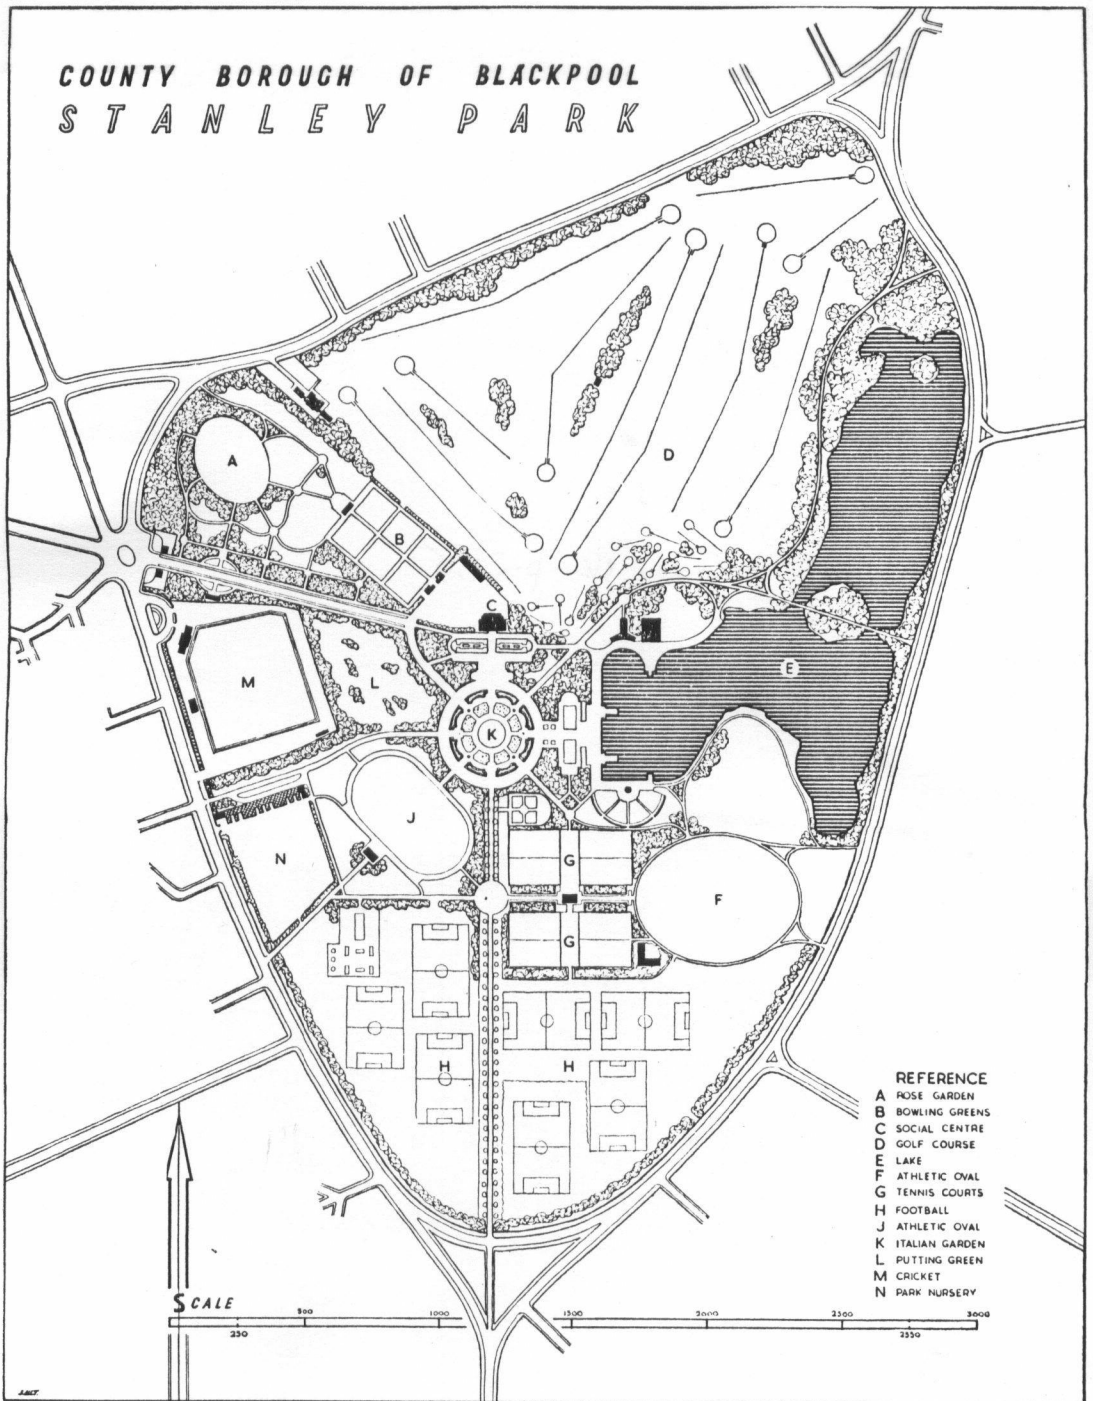 COUNTY BOROUGH OF BLACKPOOL
STANLEY PARK
A
B
C
D
E
F
G
G
H
H
J
K
L
M
N
REFERENCE
A ROSE GARDEN
B BOWLING GREENS
C SOCIAL CENTRE
D GOLF COURSE
E LAKE
F ATHLETIC OVAL
G TENNIS COURTS
H FOOTBALL
J ATHLETIC OVAL
K ITALIAN GARDEN
L PUTTING GREEN
M CRICKET
N PARK NURSERY
SCALE
500 1000 1500 2000 2500 3000
250 2550